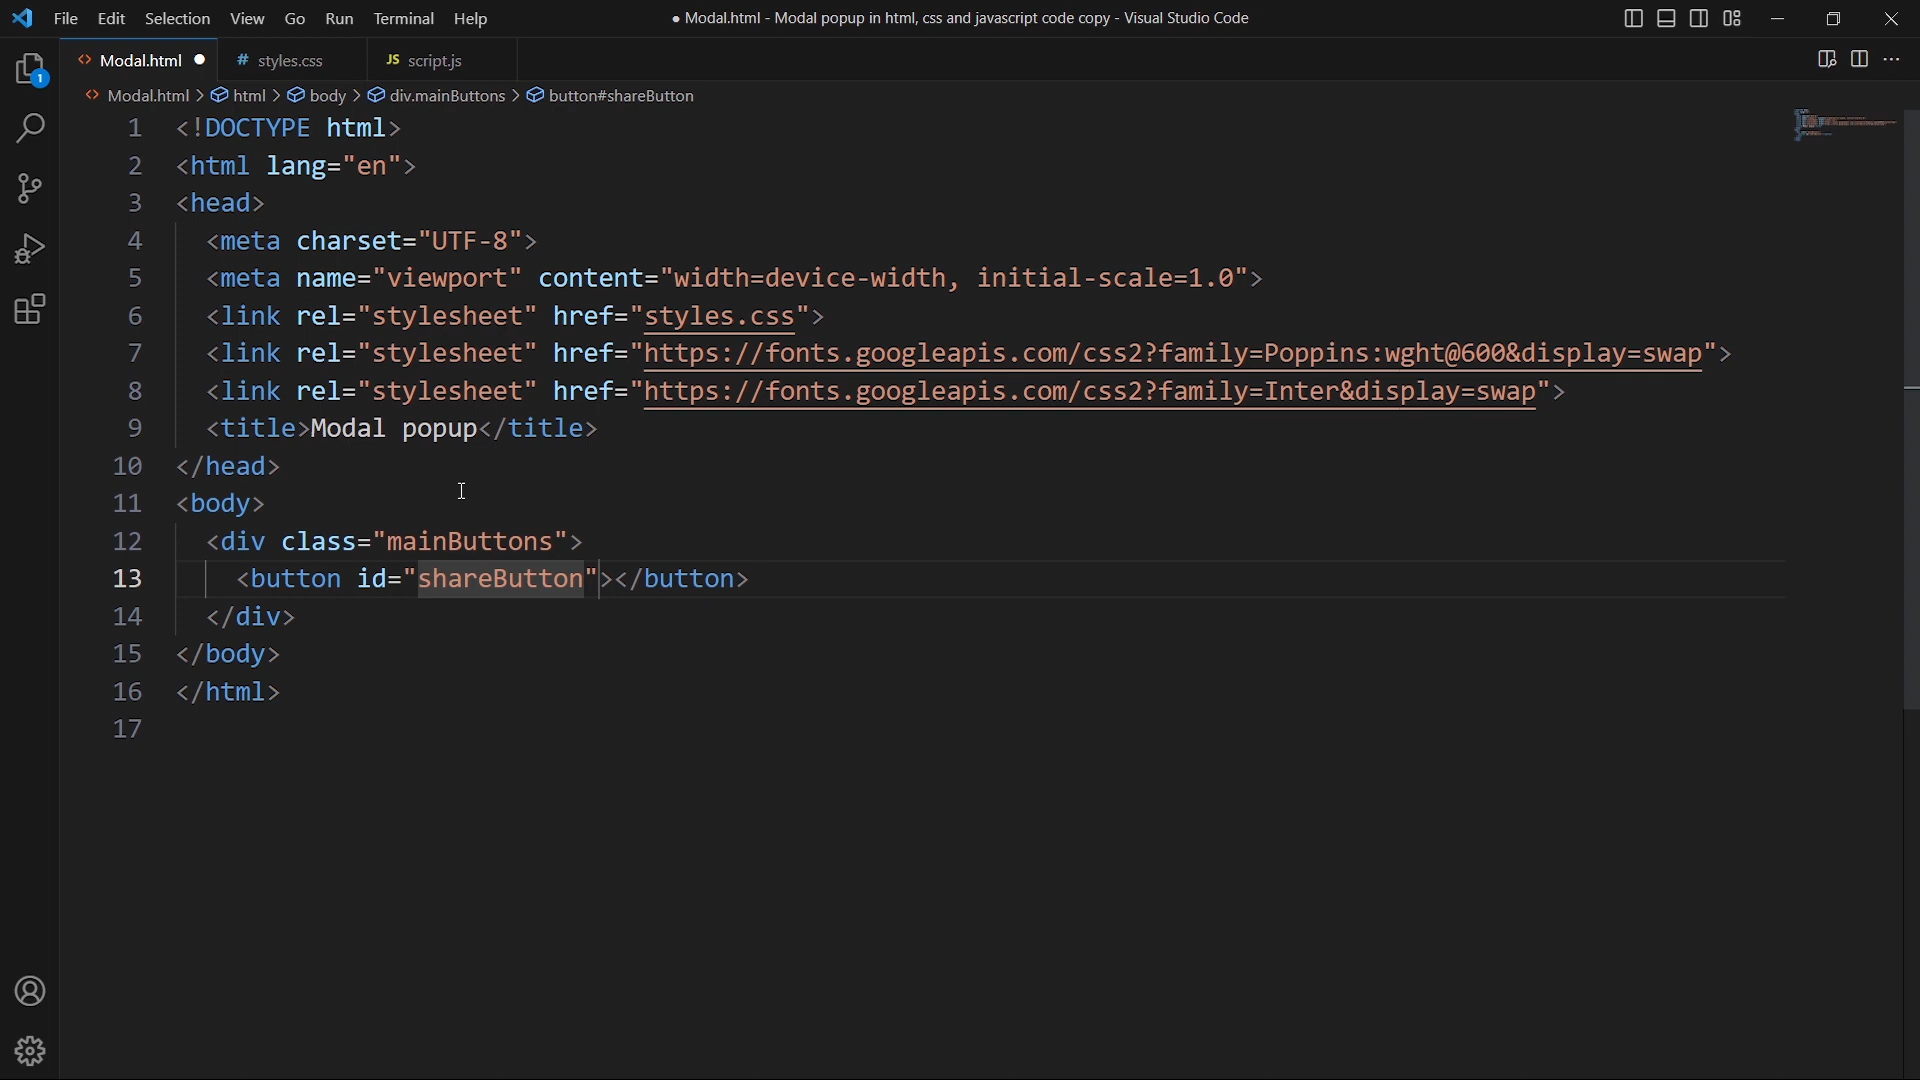 File Edit Selection View Go Run Terminal Help
● Modal.html - Modal popup in html, css and javascript code copy - Visual Studio Code
<> Modal.html ● # styles.css JS script.js
1
<> Modal.html > html > body > div.mainButtons > button#shareButton
1 <!DOCTYPE html>
2 <html lang="en">
3 <head>
4 <meta charset="UTF-8">
5 <meta name="viewport" content="width=device-width, initial-scale=1.0">
6 <link rel="stylesheet" href="styles.css">
7 <link rel="stylesheet" href="https://fonts.googleapis.com/css2?family=Poppins:wght@600&display=swap">
8 <link rel="stylesheet" href="https://fonts.googleapis.com/css2?family=Inter&display=swap">
9 <title>Modal popup</title>
10 </head>
11 <body>
12 <div class="mainButtons">
13 <button id="shareButton"></button>
14 </div>
15 </body>
16 </html>
17